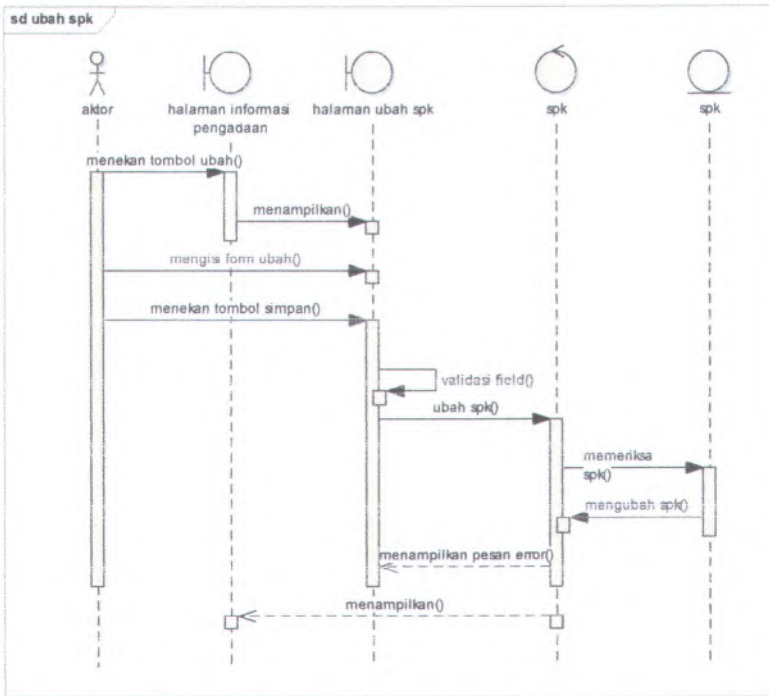 sd ubah spk
aktor
halaman informasi
pengadaan
halaman ubah spk
spk
spk
menekan tombol ubah()
menampilkan()
mengisi form ubah()
menekan tombol simpan()
validasi field()
ubah spk()
memeriksa
spk()
mengubah spk()
menampilkan pesan error()
menampilkan()